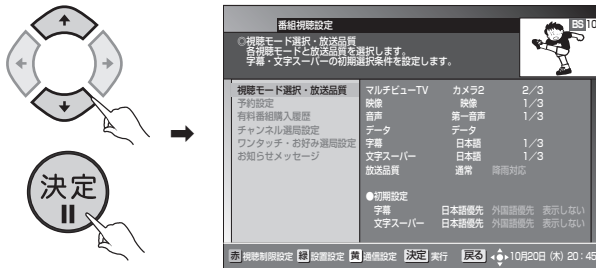 決定
番組視聴設定
BS10
◎視聴モード選択・放送品質
各視聴モードと放送品質を選択します。
字幕・文字スーパーの初期選択条件を設定します。
視聴モード選択・放送品質
予約設定
有料番組購入履歴
チャンネル選局設定
ワンタッチ・お好み選局設定
お知らせメッセージ
マルチビューTV カメラ2 2/3
映像 映像 1/3
音声 第一音声 1/3
データ データ
字幕 日本語 1/3
文字スーパー 日本語 1/3
放送品質 通常 降雨対応
●初期設定
字幕 日本語優先 外国語優先 表示しない
文字スーパー 日本語優先 外国語優先 表示しない
赤 視聴制限設定 緑 設置設定 黄 通信設定 決定 実行 戻る 10月20日 (木) 20:45